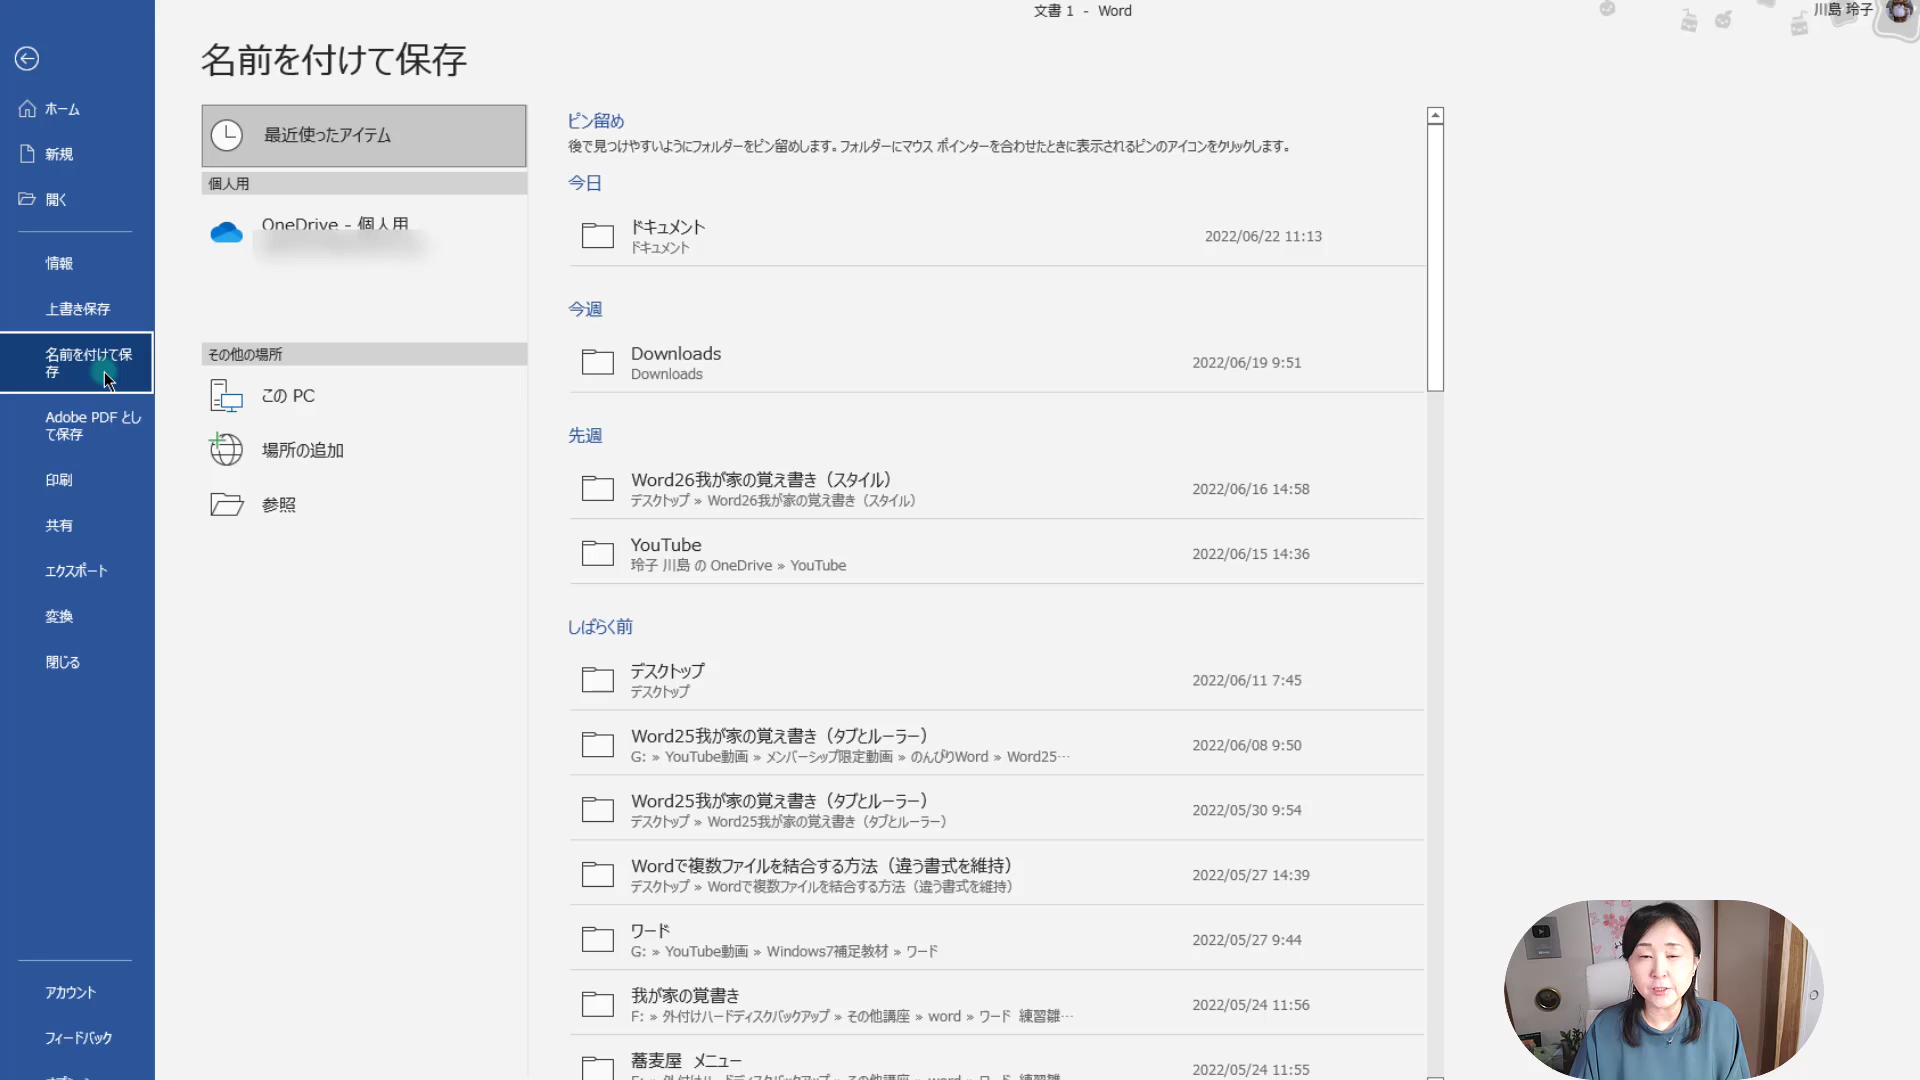 文書 1 - Word
川島 玲子
名前を付けて保存
ホーム
新規
開く
情報
上書き保存
名前を付けて保
存
Adobe PDF とし
て保存
印刷
共有
エクスポート
変換
閉じる
アカウント
フィードバック
最近使ったアイテム
個人用
OneDrive - 個人用
その他の場所
この PC
場所の追加
参照
ピン留め
後で見つけやすいようにフォルダーをピン留めします。フォルダーにマウス ポインターを合わせたときに表示されるピンのアイコンをクリックします。
今日
ドキュメント
ドキュメント
2022/06/22 11:13
今週
Downloads
Downloads
2022/06/19 9:51
先週
Word26我が家の覚え書き（スタイル）
デスクトップ » Word26我が家の覚え書き（スタイル）
2022/06/16 14:58
YouTube
玲子 川島 の OneDrive » YouTube
2022/06/15 14:36
しばらく前
デスクトップ
デスクトップ
2022/06/11 7:45
Word25我が家の覚え書き（タブとルーラー）
G: » YouTube動画 » メンバーシップ限定動画 » のんびりWord » Word25…
2022/06/08 9:50
Word25我が家の覚え書き（タブとルーラー）
デスクトップ » Word25我が家の覚え書き（タブとルーラー）
2022/05/30 9:54
Wordで複数ファイルを結合する方法（違う書式を維持）
デスクトップ » Wordで複数ファイルを結合する方法（違う書式を維持）
2022/05/27 14:39
ワード
G: » YouTube動画 » Windows7補足教材 » ワード
2022/05/27 9:44
我が家の覚書き
F: » 外付けハードディスクバックアップ » その他講座 » word » ワード 練習雛…
2022/05/24 11:56
蕎麦屋 メニュー
2022/05/24 11:55